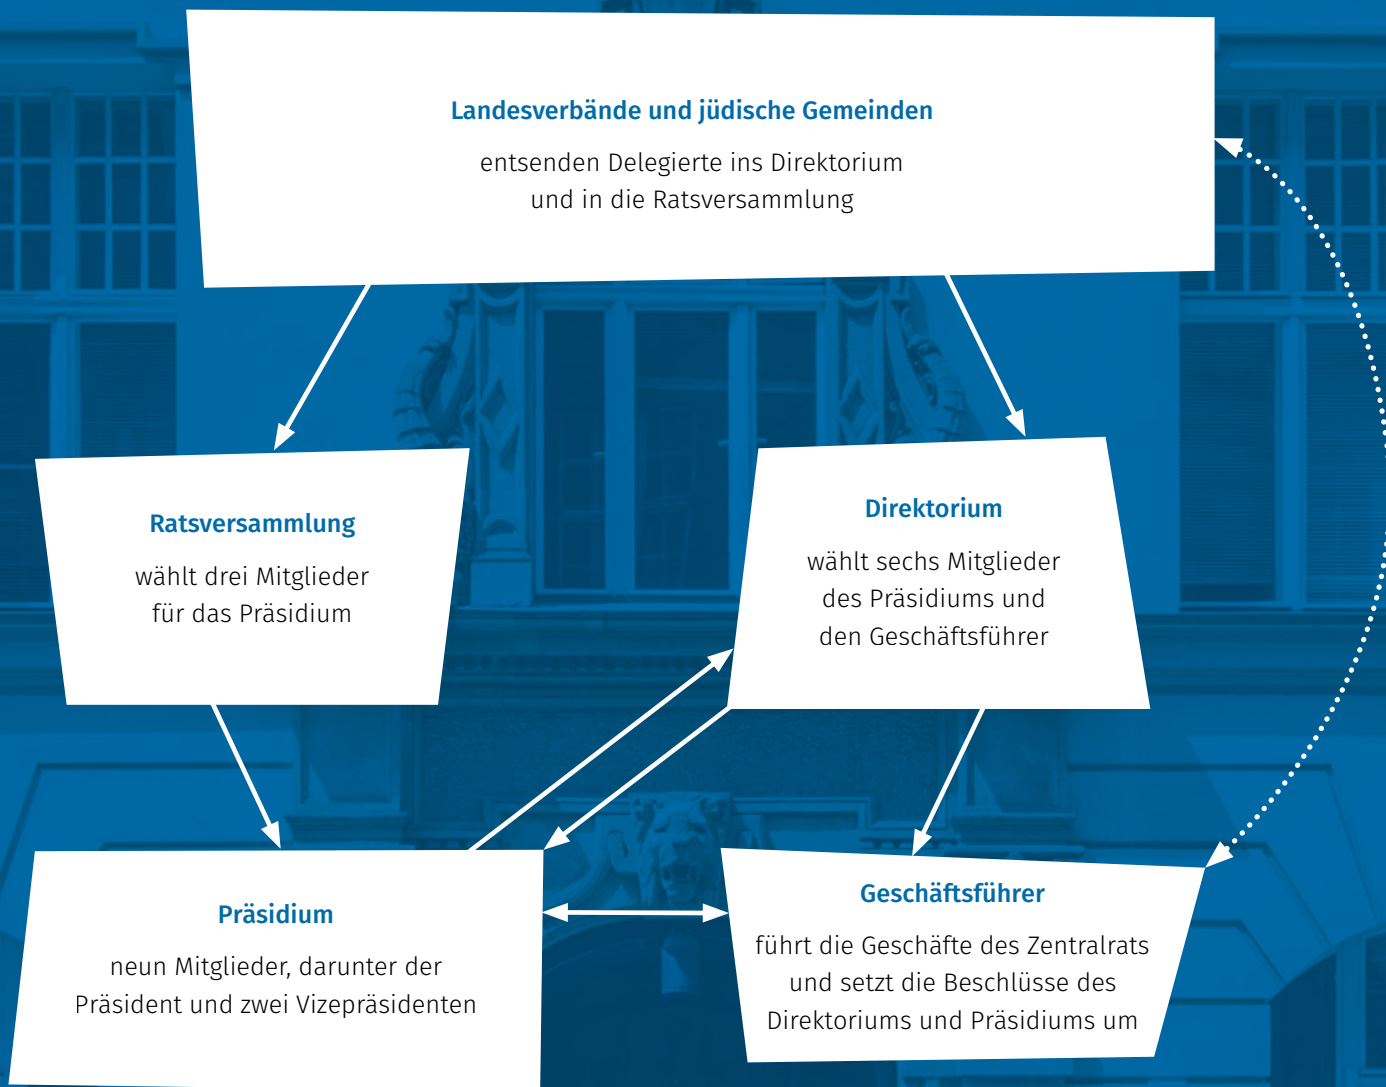 Landesverbände und jüdische Gemeinden
entsenden Delegierte ins Direktorium
und in die Ratsversammlung
Ratsversammlung
wählt drei Mitglieder
für das Präsidium
Direktorium
wählt sechs Mitglieder
des Präsidiums und
den Geschäftsführer
Präsidium
neun Mitglieder, darunter der
Präsident und zwei Vizepräsidenten
Geschäftsführer
führt die Geschäfte des Zentralrats
und setzt die Beschlüsse des
Direktoriums und Präsidiums um